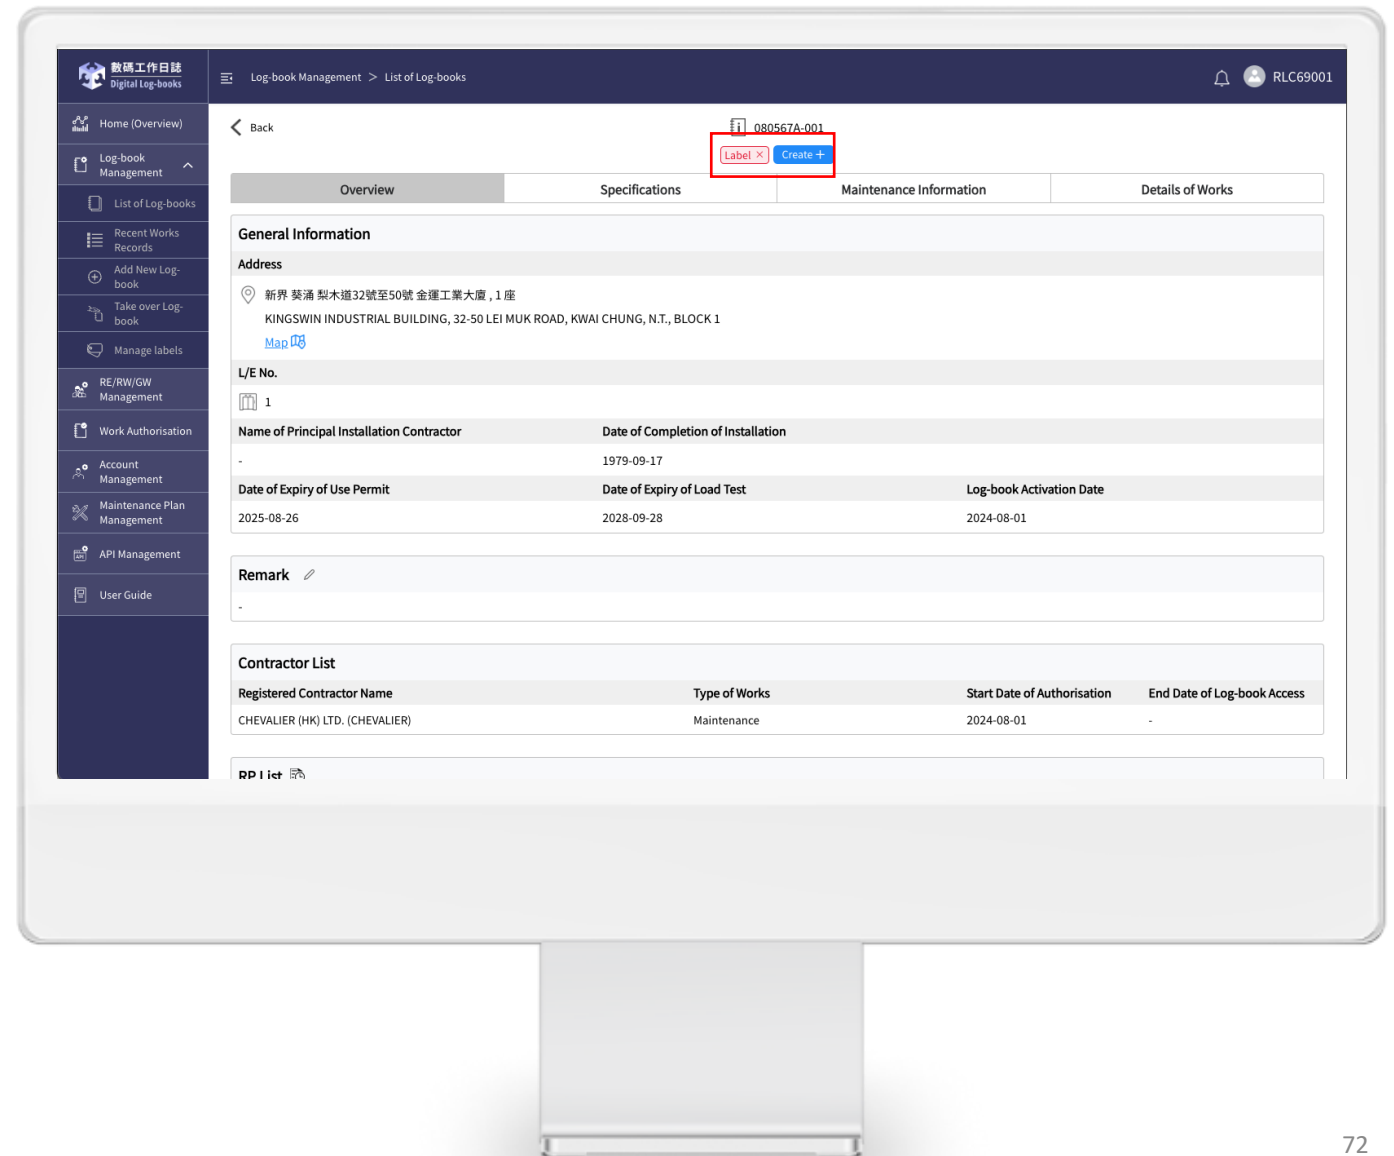 數碼工作日誌
Digital Log-books
Log-book Management > List of Log-books
RLC69001
Home (Overview)
Log-book
Management
List of Log-books
Recent Works
Records
Add New Log-
book
Take over Log-
book
Manage labels
RE/RW/GW
Management
Work Authorisation
Account
Management
Maintenance Plan
Management
API Management
User Guide
Back
080567A-001
Label × Create +
Overview Specifications Maintenance Information Details of Works
General Information
Address
新界 葵涌 梨木道32號至50號 金運工業大廈 , 1 座
KINGSWIN INDUSTRIAL BUILDING, 32-50 LEI MUK ROAD, KWAI CHUNG, N.T., BLOCK 1
Map
L/E No.
1
Name of Principal Installation Contractor Date of Completion of Installation
- 1979-09-17
Date of Expiry of Use Permit Date of Expiry of Load Test Log-book Activation Date
2025-08-26 2028-09-28 2024-08-01
Remark
-
Contractor List
Registered Contractor Name Type of Works Start Date of Authorisation End Date of Log-book Access
CHEVALIER (HK) LTD. (CHEVALIER) Maintenance 2024-08-01 -
RP List
72